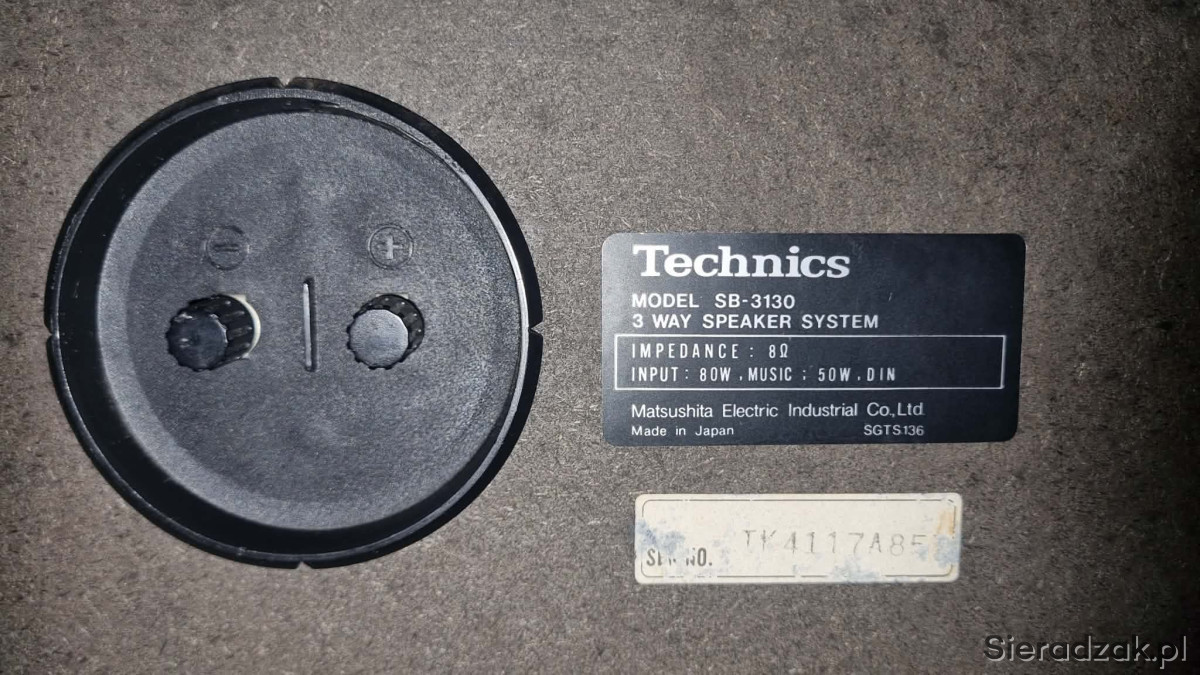 − +
Technics
MODEL SB-3130
3 WAY SPEAKER SYSTEM
IMPEDANCE : 8Ω
INPUT : 80W . MUSIC ; 50W . DIN
Matsushita Electric Industrial Co.,Ltd.
Made in Japan SGTS136
NO.
Sieradzak.pl